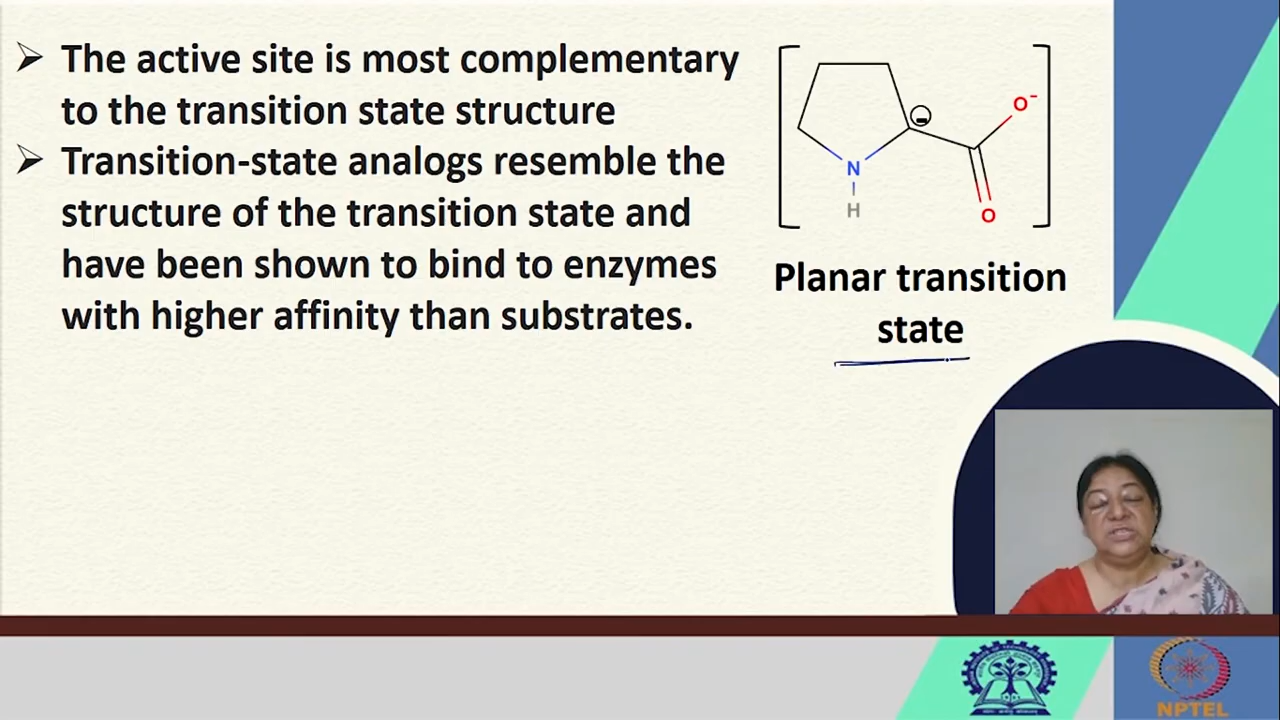 The active site is most complementary
to the transition state structure
Transition-state analogs resemble the
structure of the transition state and
have been shown to bind to enzymes
with higher affinity than substrates.
O-
N
H
O
Planar transition
state
NPTEL